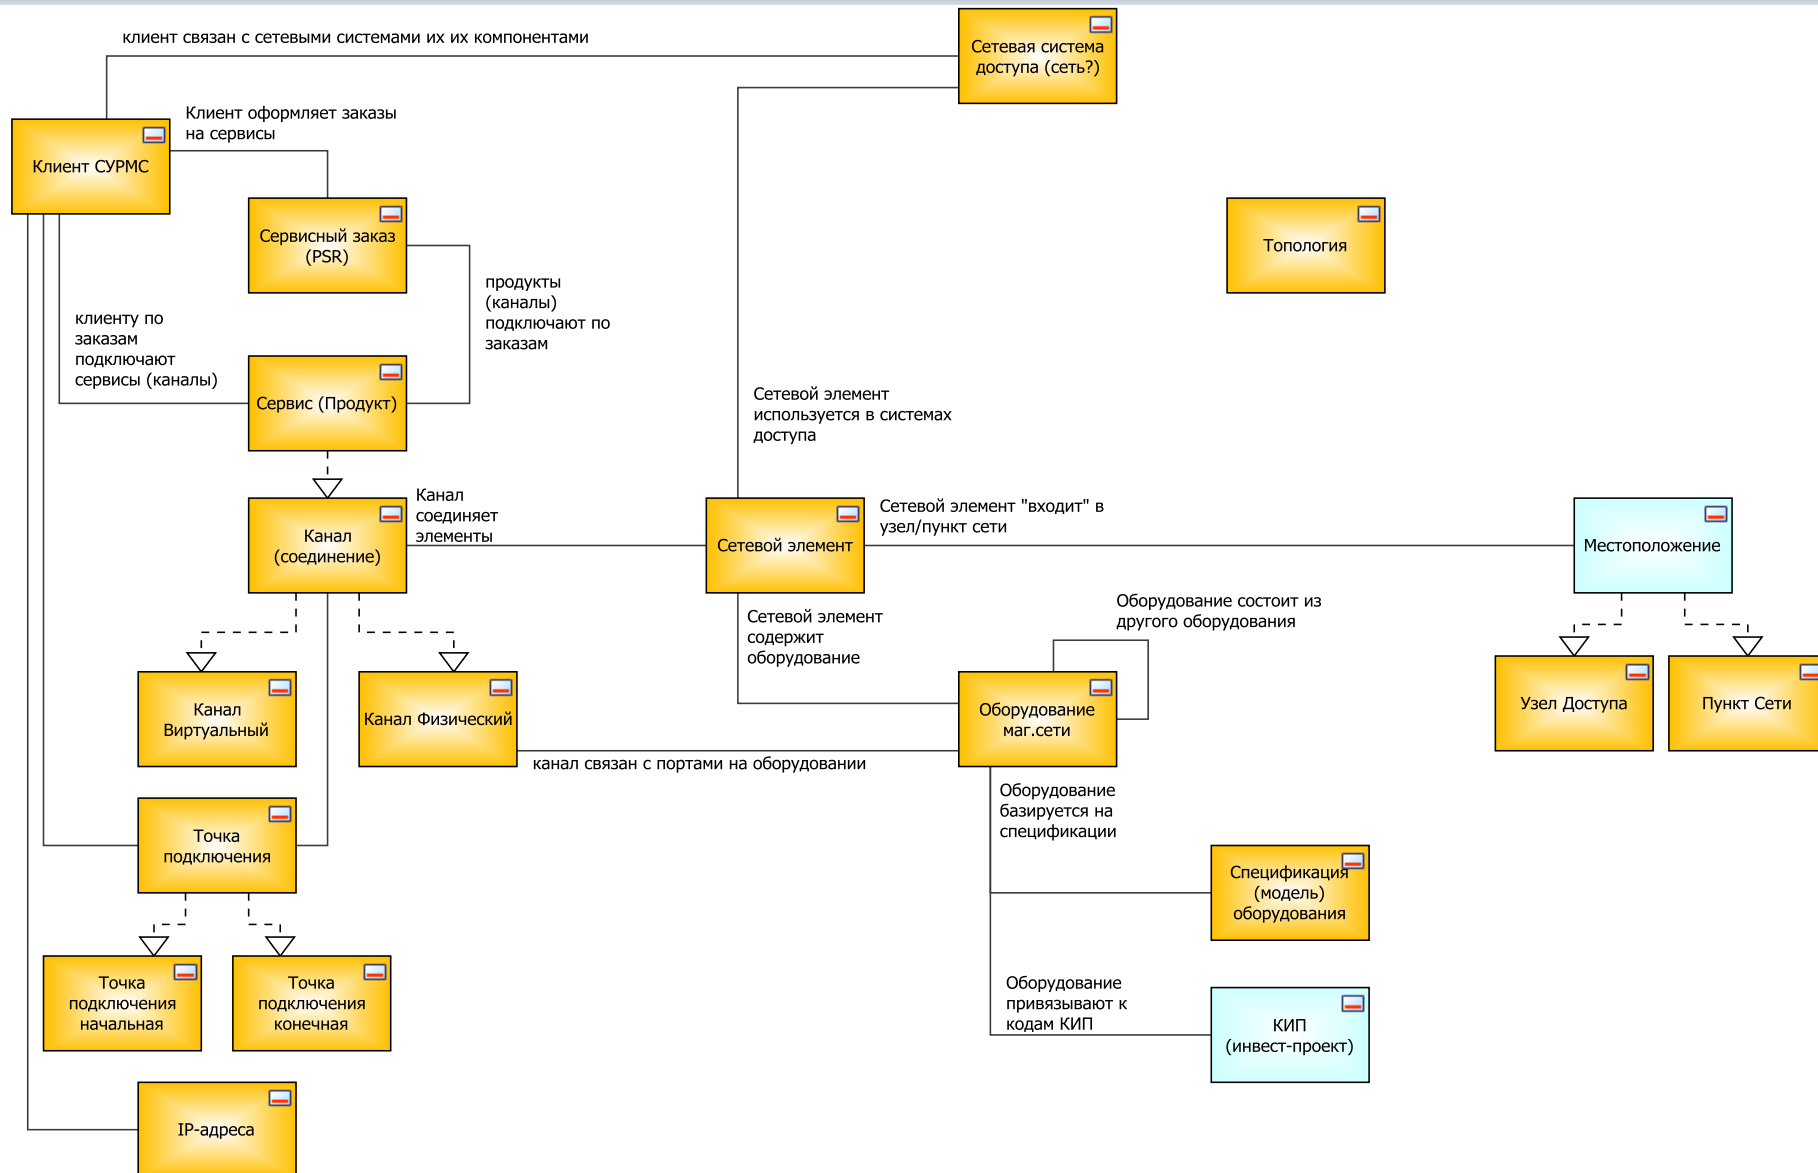 клиент связан с сетевыми системами их их компонентами
Сетевая система
доступа (сеть?)
Клиент оформляет заказы
на сервисы
Клиент СУРМС
Сервисный заказ
(PSR)
Топология
продукты
(каналы)
подключают по
заказам
клиенту по
заказам
подключают
сервисы (каналы)
Сервис (Продукт)
Сетевой элемент
используется в системах
доступа
Канал
соединяет
элементы
Канал
(соединение)
Сетевой элемент
Сетевой элемент "входит" в
узел/пункт сети
Местоположение
Сетевой элемент
содержит
оборудование
Оборудование состоит из
другого оборудования
Канал
Виртуальный
Канал Физический
Оборудование
маг.сети
Узел Доступа
Пункт Сети
канал связан с портами на оборудовании
Оборудование
базируется на
спецификации
Точка
подключения
Спецификация
(модель)
оборудования
Точка
подключения
начальная
Точка
подключения
конечная
Оборудование
привязывают к
кодам КИП
КИП
(инвест-проект)
IP-адреса